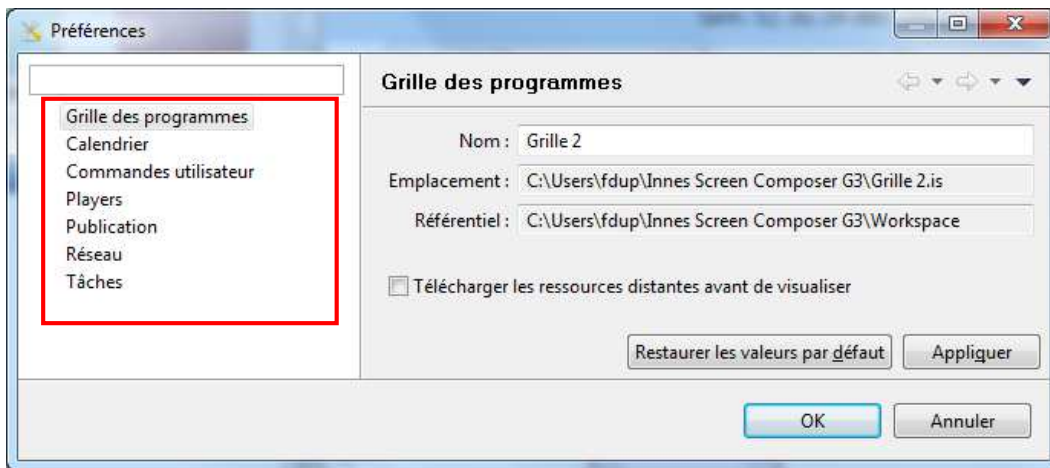 Préférences
Grille des programmes
Calendrier
Commandes utilisateur
Players
Publication
Réseau
Tâches
Grille des programmes
Nom : Grille 2
Emplacement : C:\Users\fdup\Innes Screen Composer G3\Grille 2.is
Référentiel : C:\Users\fdup\Innes Screen Composer G3\Workspace
Télécharger les ressources distantes avant de visualiser
Restaurer les valeurs par défaut Appliquer
OK Annuler